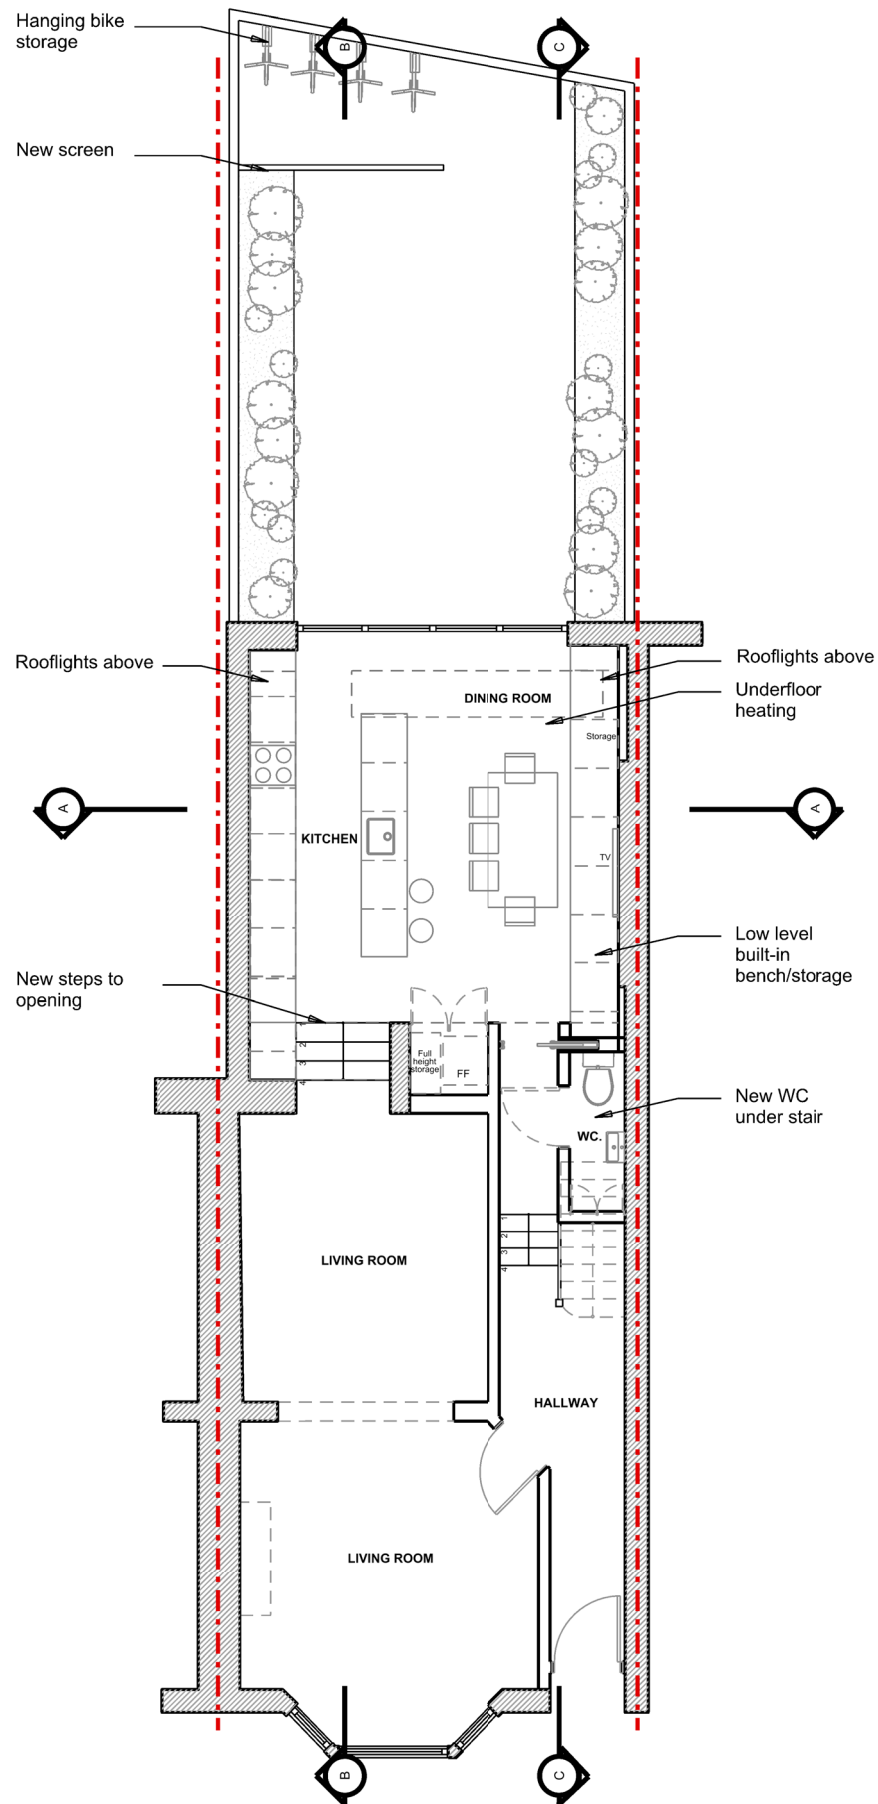 Hanging bike
storage
B
C
New screen
Rooflights above
Rooflights above
DINING ROOM
Underfloor
heating
Storage
A
A
KITCHEN
TV
Low level
built-in
bench/storage
New steps to
opening
1
2
3
4
Full
height
storage
FF
New WC
under stair
WC.
1
2
3
4
LIVING ROOM
HALLWAY
LIVING ROOM
B
C